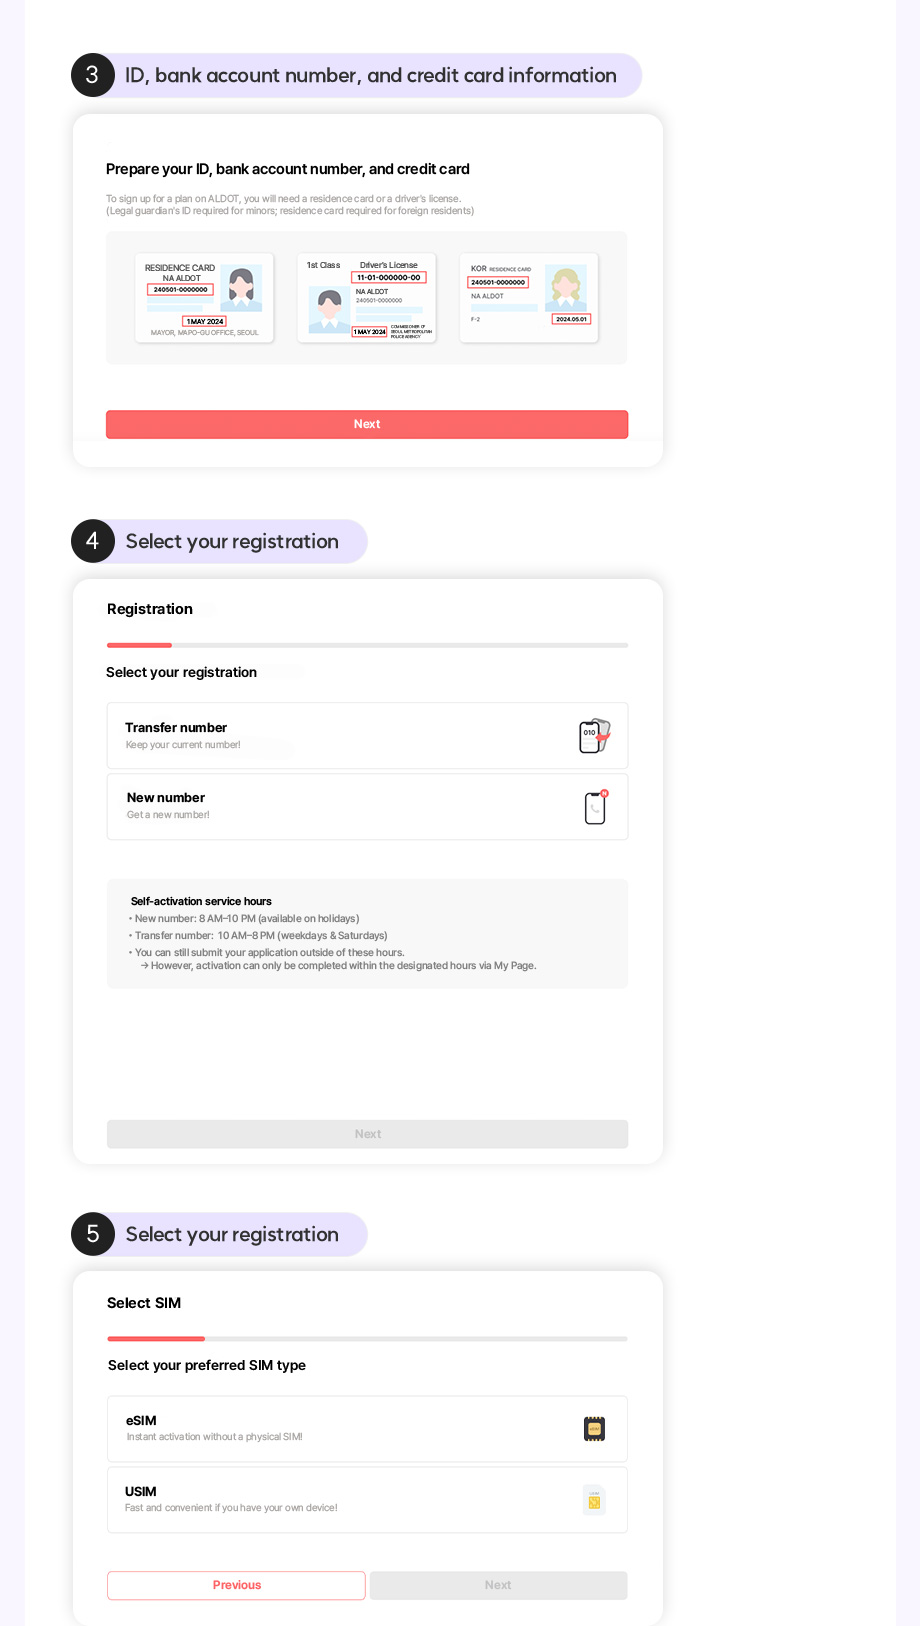 3 ID, bank account number, and credit card information
Prepare your ID, bank account number, and credit card
To sign up for a plan on ALDOT, you will need a residence card or a driver's license.
(Legal guardian's ID required for minors; residence card required for foreign residents)
RESIDENCE CARD
NA ALDOT
240501-0000000
1 MAY 2024
MAYOR, MAPO-GU OFFICE, SEOUL
1st Class Driver's License
11-01-000000-00
NA ALDOT
240501-0000000
1 MAY 2024
COMMISSIONER OF
SEOUL METROPOLITAN
POLICE AGENCY
KOR RESIDENCE CARD
240501-0000000
NA ALDOT
F-2
2024.05.01
Next
4 Select your registration
Registration
Select your registration
Transfer number
Keep your current number!
010
New number
Get a new number!
N
Self-activation service hours
• New number: 8 AM–10 PM (available on holidays)
• Transfer number: 10 AM–8 PM (weekdays & Saturdays)
• You can still submit your application outside of these hours.
→ However, activation can only be completed within the designated hours via My Page.
Next
5 Select your registration
Select SIM
Select your preferred SIM type
eSIM
Instant activation without a physical SIM!
USIM
Fast and convenient if you have your own device!
Previous Next